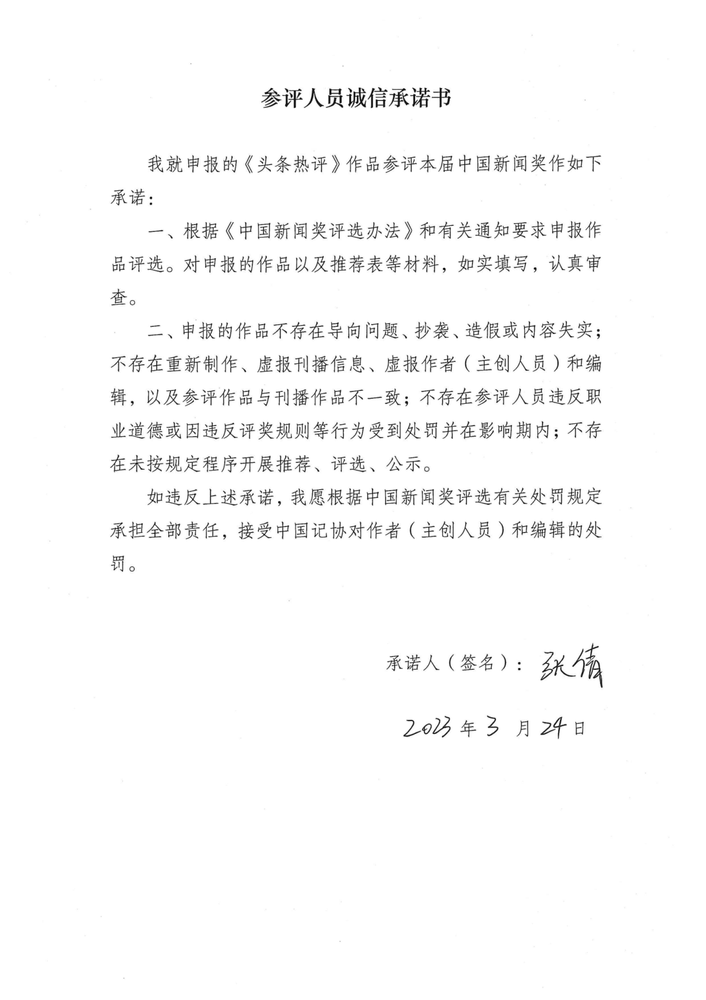 参评人员诚信承诺书
我就申报的《头条热评》作品参评本届中国新闻奖作如下
承诺：
一、根据《中国新闻奖评选办法》和有关通知要求申报作
品评选。对申报的作品以及推荐表等材料，如实填写，认真审
查。
二、申报的作品不存在导向问题、抄袭、造假或内容失实；
不存在重新制作、虚报刊播信息、虚报作者（主创人员）和编
辑，以及参评作品与刊播作品不一致；不存在参评人员违反职
业道德或因违反评奖规则等行为受到处罚并在影响期内；不存
在未按规定程序开展推荐、评选、公示。
如违反上述承诺，我愿根据中国新闻奖评选有关处罚规定
承担全部责任，接受中国记协对作者（主创人员）和编辑的处
罚。
承诺人（签名）：张倩
2023年3月24日